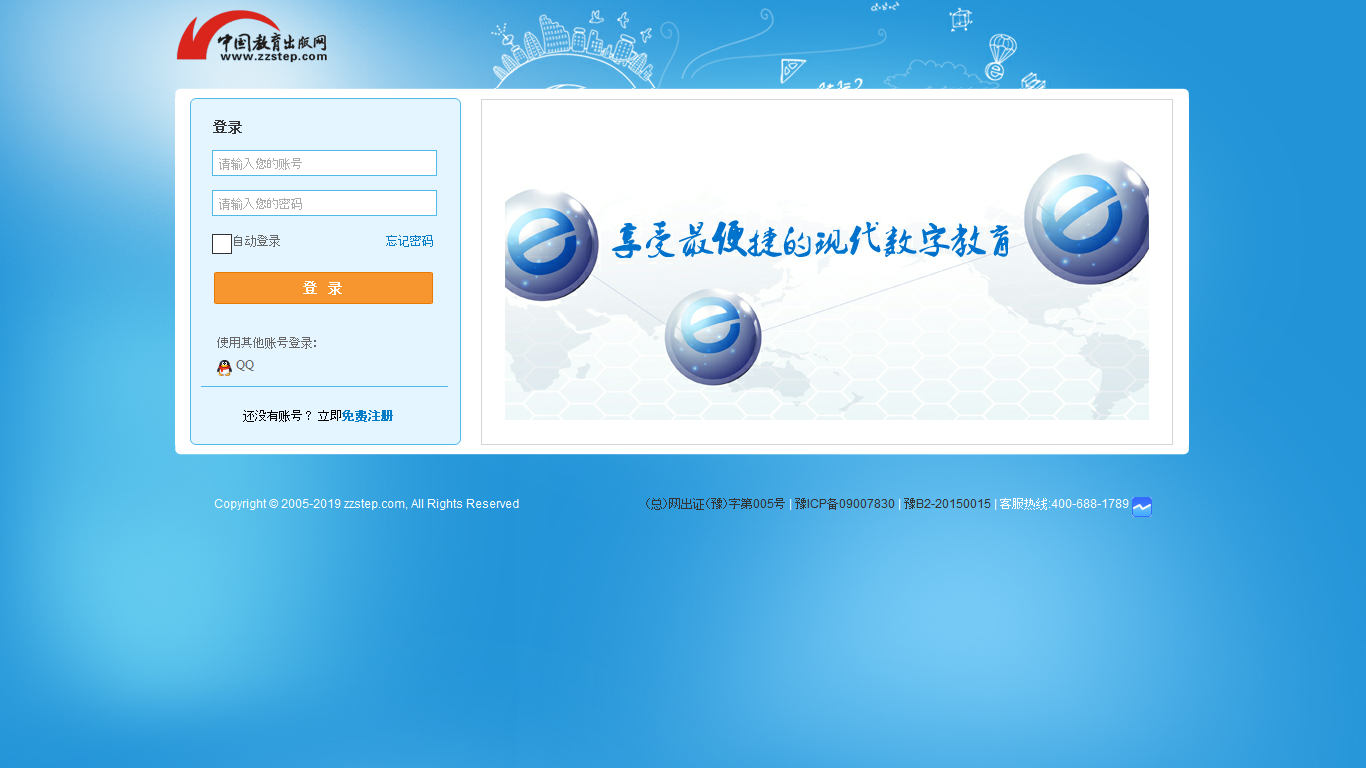 中国教育出版网
www.zzstep.com
登录
请输入您的账号
请输入您的密码
自动登录 忘记密码
登 录
使用其他账号登录:
QQ
还没有账号？立即免费注册
享受最便捷的现代数字教育
Copyright © 2005-2019 zzstep.com, All Rights Reserved
(总)网出证(豫)字第005号 | 豫ICP备09007830 | 豫B2-20150015 | 客服热线:400-688-1789